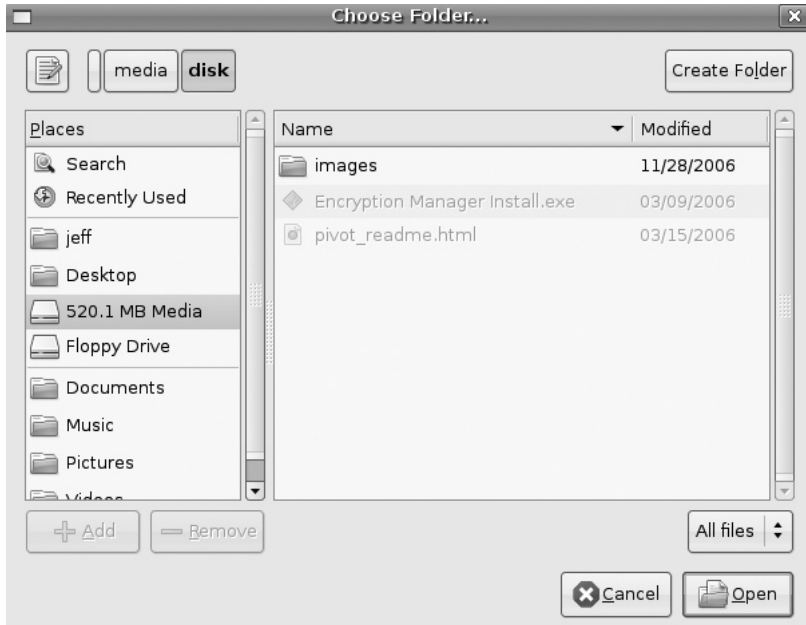 Choose Folder...
media disk Create Folder
Places Name Modified
Search images 11/28/2006
Recently Used Encryption Manager Install.exe 03/09/2006
jeff pivot_readme.html 03/15/2006
Desktop
520.1 MB Media
Floppy Drive
Documents
Music
Pictures
Videos
Add Remove All files
Cancel Open